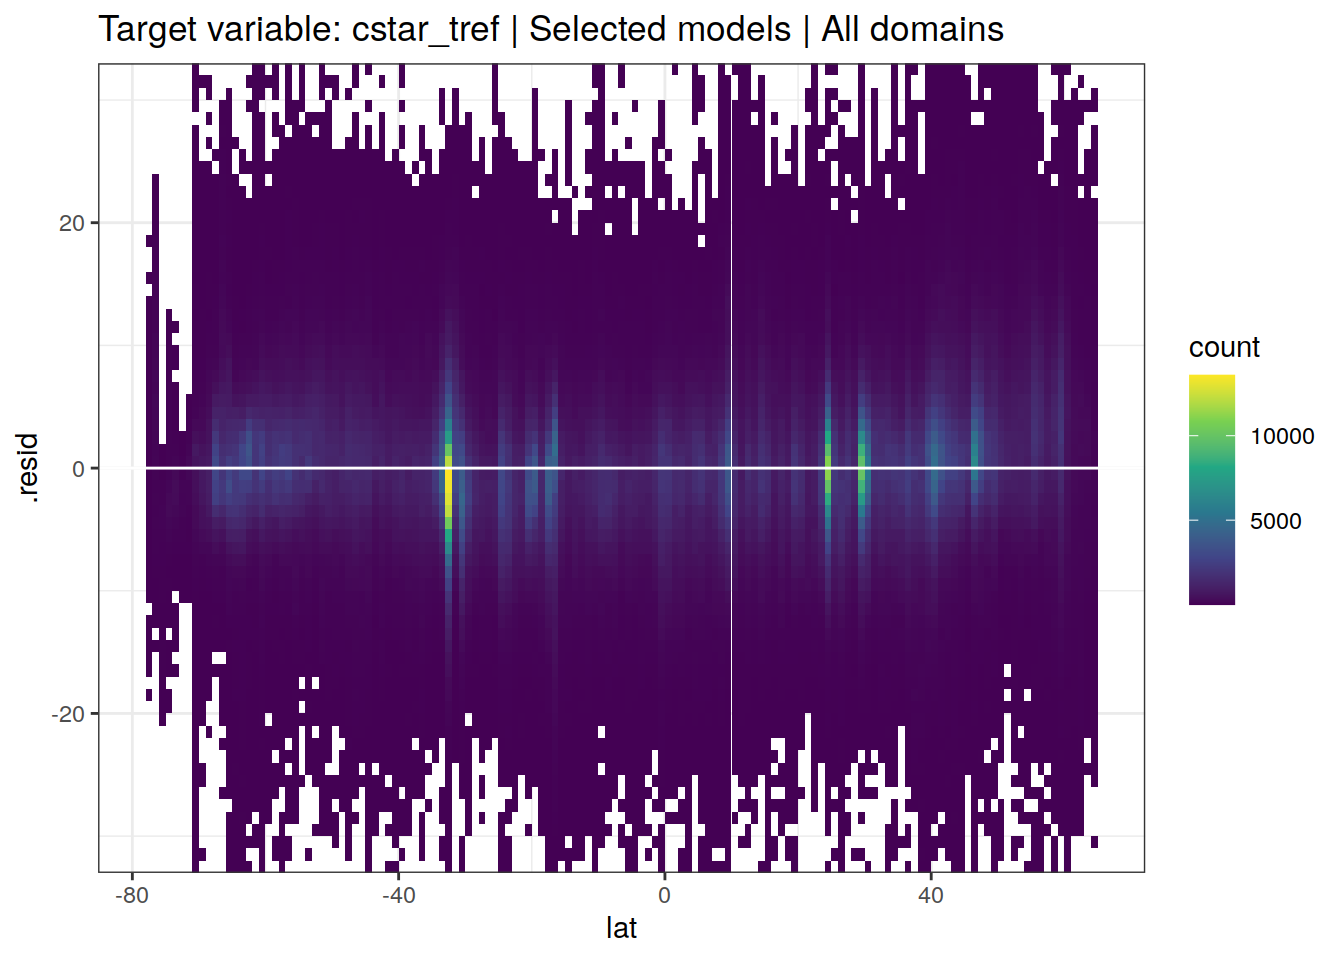 Target variable: cstar_tref | Selected models | All domains
.resid
20
0
-20
-80
-40
0
40
lat
count
10000
5000